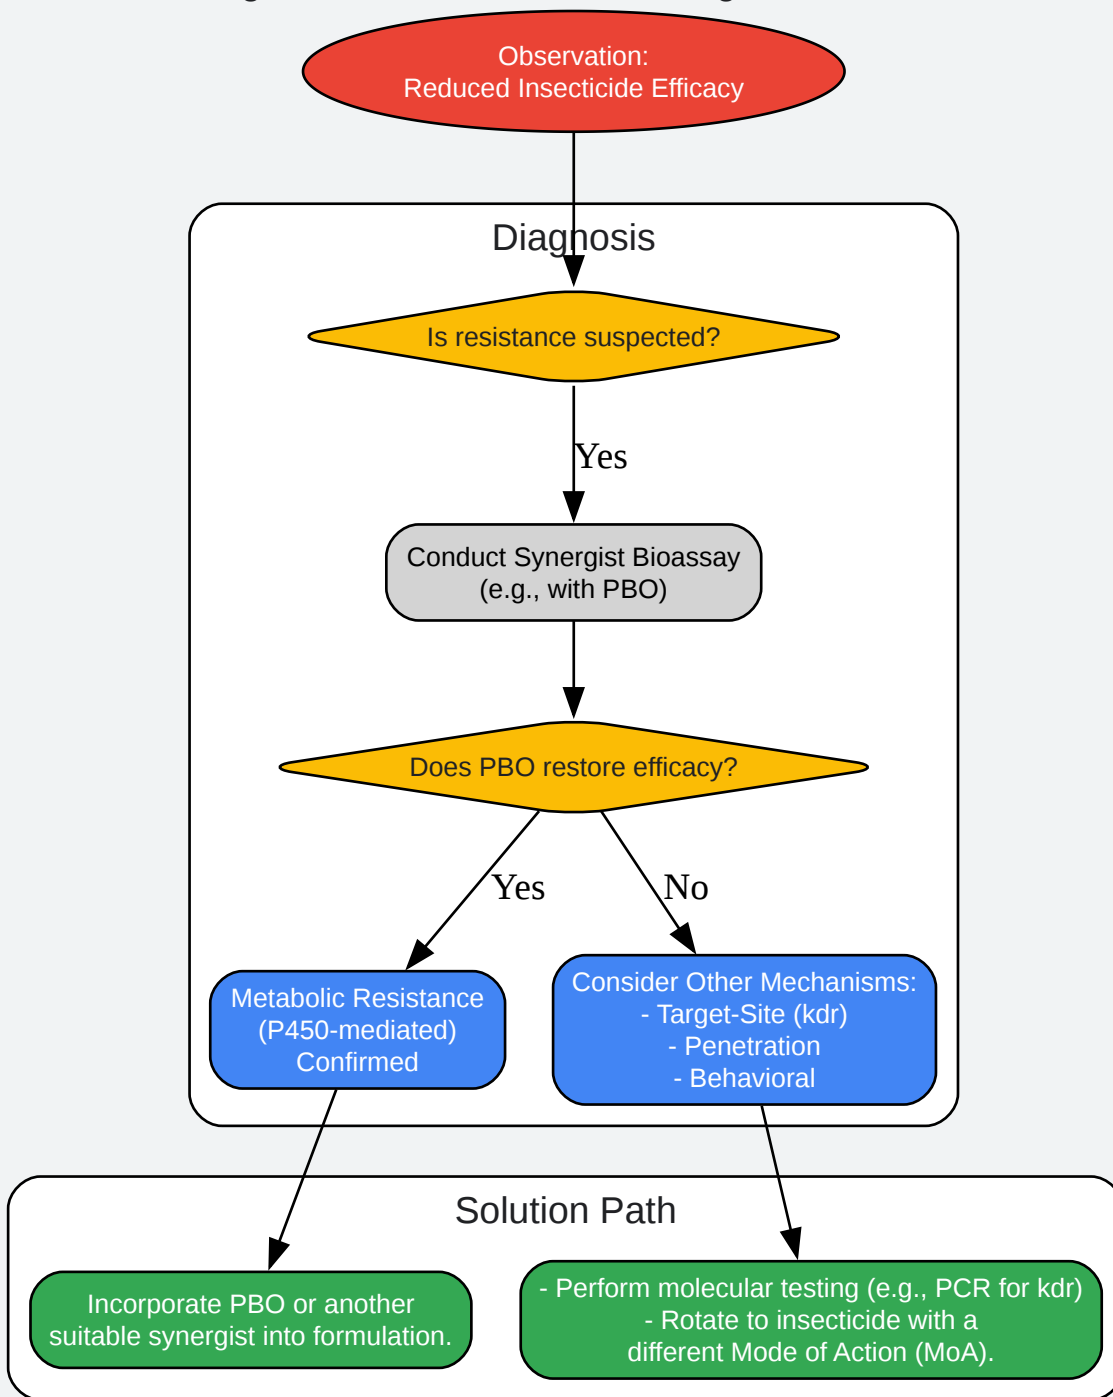 Observation:
Reduced Insecticide Efficacy
Diagnosis
Is resistance suspected?
Yes
Conduct Synergist Bioassay
(e.g., with PBO)
Does PBO restore efficacy?
Yes
No
Metabolic Resistance
(P450-mediated)
Confirmed
Consider Other Mechanisms:
- Target-Site (kdr)
- Penetration
- Behavioral
Solution Path
Incorporate PBO or another
suitable synergist into formulation.
- Perform molecular testing (e.g., PCR for kdr)
- Rotate to insecticide with a
different Mode of Action (MoA).